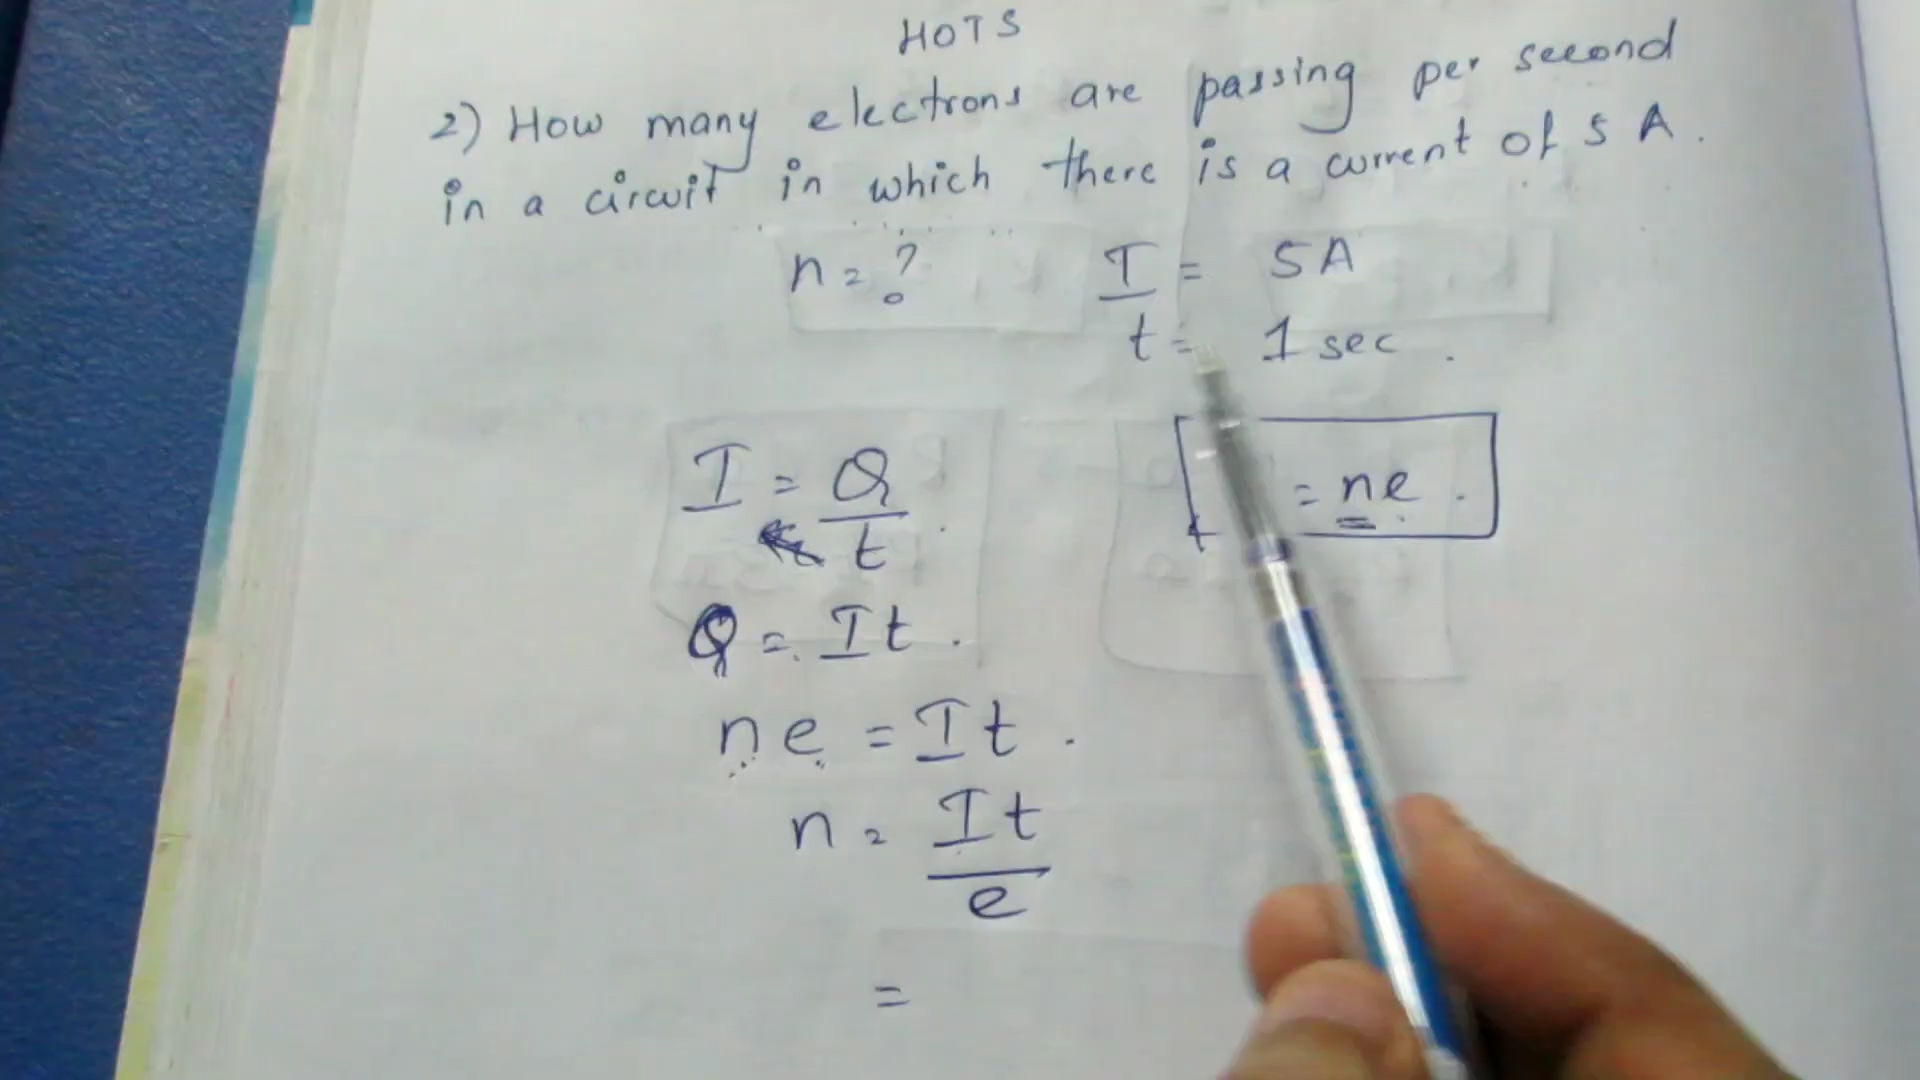 HOTS
2) How many electrons are passing per second
in a circuit in which there is a current of 5 A.
n = ? I = 5A
t = 1 sec.
I = Q/t
= ne.
Q = It.
ne = It.
n = It/e
=